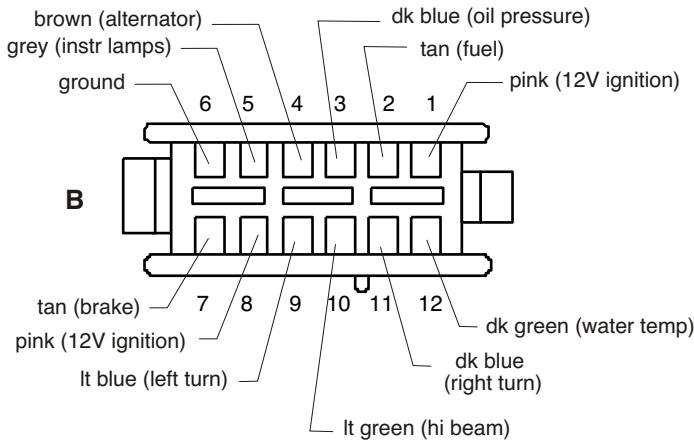 brown (alternator)
dk blue (oil pressure)
grey (instr lamps)
tan (fuel)
ground
pink (12V ignition)
6 5 4 3 2 1
B
7 8 9 10 11 12
tan (brake)
dk green (water temp)
pink (12V ignition)
dk blue
(right turn)
lt blue (left turn)
lt green (hi beam)